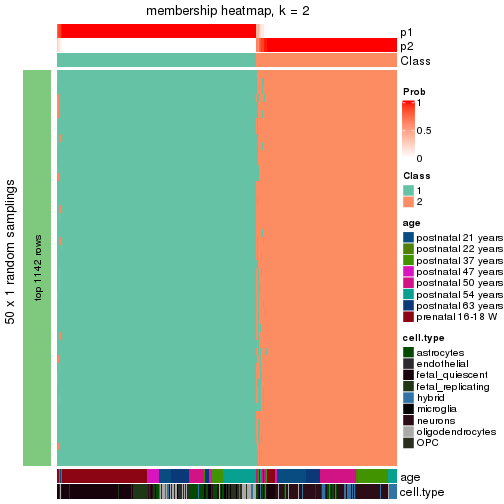 membership heatmap, k = 2
p1
p2
Class
50 x 1 random samplings
top 1142 rows
Prob
1
0.5
0
Class
1
2
age
postnatal 21 years
postnatal 22 years
postnatal 37 years
postnatal 47 years
postnatal 50 years
postnatal 54 years
postnatal 63 years
prenatal 16-18 W
cell.type
astrocytes
endothelial
fetal_quiescent
fetal_replicating
hybrid
microglia
neurons
oligodendrocytes
OPC
age
cell.type